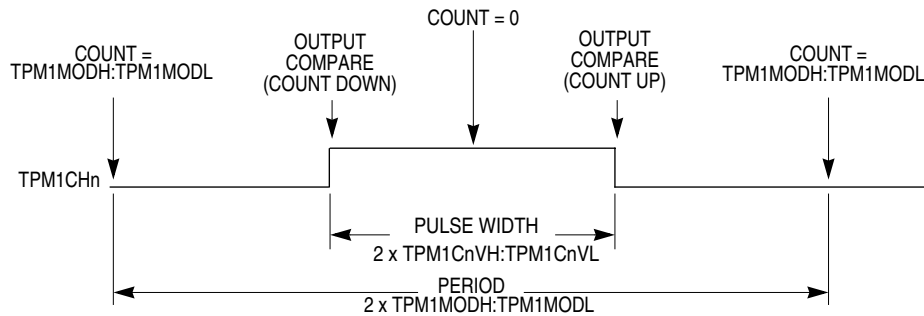 COUNT = 0
COUNT =
TPM1MODH:TPM1MODL
OUTPUT
COMPARE
(COUNT DOWN)
OUTPUT
COMPARE
(COUNT UP)
COUNT =
TPM1MODH:TPM1MODL
TPM1CHn
PULSE WIDTH
2 x TPM1CnVH:TPM1CnVL
PERIOD
2 x TPM1MODH:TPM1MODL